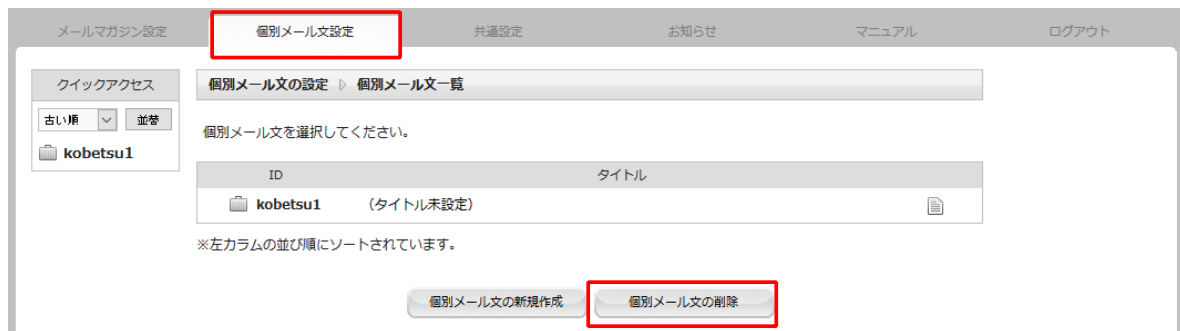 メールマガジン設定 個別メール文設定 共通設定 お知らせ マニュアル ログアウト
クイックアクセス
古い順 並替
kobetsu1
個別メール文の設定 ▷ 個別メール文一覧
個別メール文を選択してください。
ID タイトル
kobetsu1 （タイトル未設定）
※左カラムの並び順にソートされています。
個別メール文の新規作成 個別メール文の削除